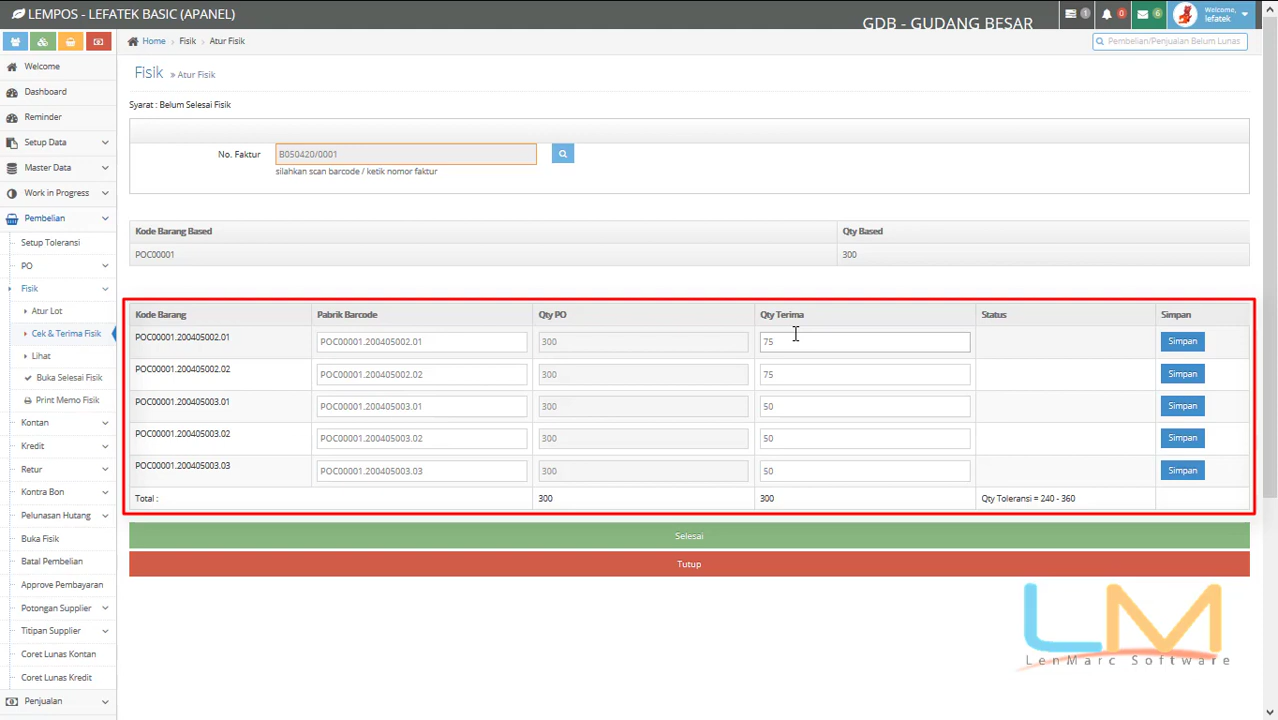 LEMPOS - LEFATEK BASIC (APANEL)
GDB - GUDANG BESAR
1
0
6
Welcome,
lefatek
Home > Fisik > Atur Fisik
Pembelian/Penjualan Belum Lunas
Welcome
Dashboard
Reminder
Setup Data
Master Data
Work in Progress
Pembelian
Setup Toleransi
PO
Fisik
Atur Lot
Cek & Terima Fisik
Lihat
Buka Selesai Fisik
Print Memo Fisik
Kontan
Kredit
Retur
Kontra Bon
Pelunasan Hutang
Buka Fisik
Batal Pembelian
Approve Pembayaran
Potongan Supplier
Titipan Supplier
Coret Lunas Kontan
Coret Lunas Kredit
Penjualan
Fisik » Atur Fisik
Syarat : Belum Selesai Fisik
No. Faktur B050420/0001
silahkan scan barcode / ketik nomor faktur
Kode Barang Based Qty Based
POC00001 300
Kode Barang Pabrik Barcode Qty PO Qty Terima Status Simpan
POC00001.200405002.01 POC00001.200405002.01 300 75 Simpan
POC00001.200405002.02 POC00001.200405002.02 300 75 Simpan
POC00001.200405003.01 POC00001.200405003.01 300 50 Simpan
POC00001.200405003.02 POC00001.200405003.02 300 50 Simpan
POC00001.200405003.03 POC00001.200405003.03 300 50 Simpan
Total : 300 300 Qty Toleransi = 240 - 360
Selesai
Tutup
LM
LenMarc Software